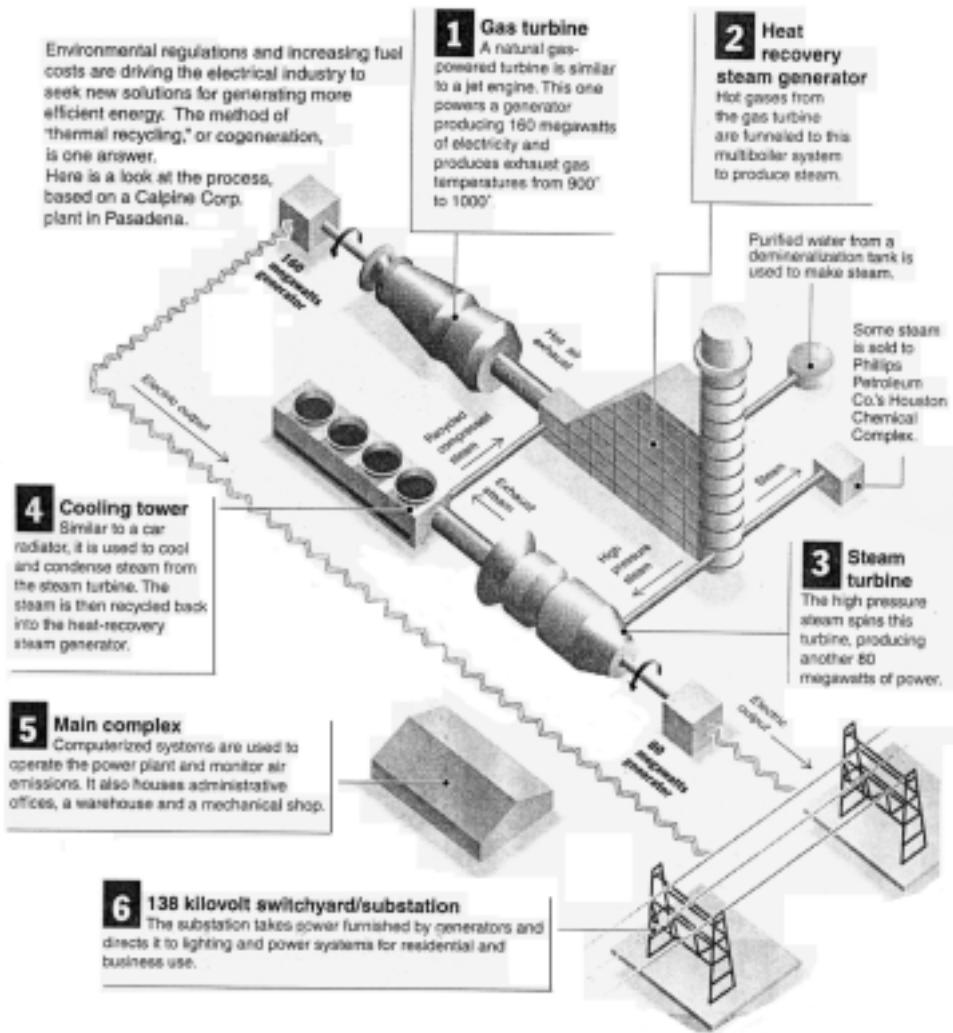 Environmental regulations and increasing fuel
costs are driving the electrical industry to
seek new solutions for generating more
efficient energy. The method of
"thermal recycling," or cogeneration,
is one answer.
Here is a look at the process,
based on a Calpine Corp.
plant in Pasadena.
1 Gas turbine
A natural gas-
powered turbine is similar
to a jet engine. This one
powers a generator
producing 160 megawatts
of electricity and
produces exhaust gas
temperatures from 900°
to 1000°.
2 Heat
recovery
steam generator
Hot gases from
the gas turbine
are funneled to this
multiboiler system
to produce steam.
Purified water from a
demineralization tank is
used to make steam.
Some steam
is sold to
Phillips
Petroleum
Co.'s Houston
Chemical
Complex.
160
megawatts
generator
Hot air
exhaust
Electric output
Recycled
compressed
steam
Exhaust
steam
High
pressure
steam
Steam
3 Steam
turbine
The high pressure
steam spins this
turbine, producing
another 80
megawatts of power.
4 Cooling tower
Similar to a car
radiator, it is used to cool
and condense steam from
the steam turbine. The
steam is then recycled back
into the heat-recovery
steam generator.
5 Main complex
Computerized systems are used to
operate the power plant and monitor air
emissions. It also houses administrative
offices, a warehouse and a mechanical shop.
80
megawatts
generator
Electric
output
6 138 kilovolt switchyard/substation
The substation takes power furnished by generators and
directs it to lighting and power systems for residential and
business use.